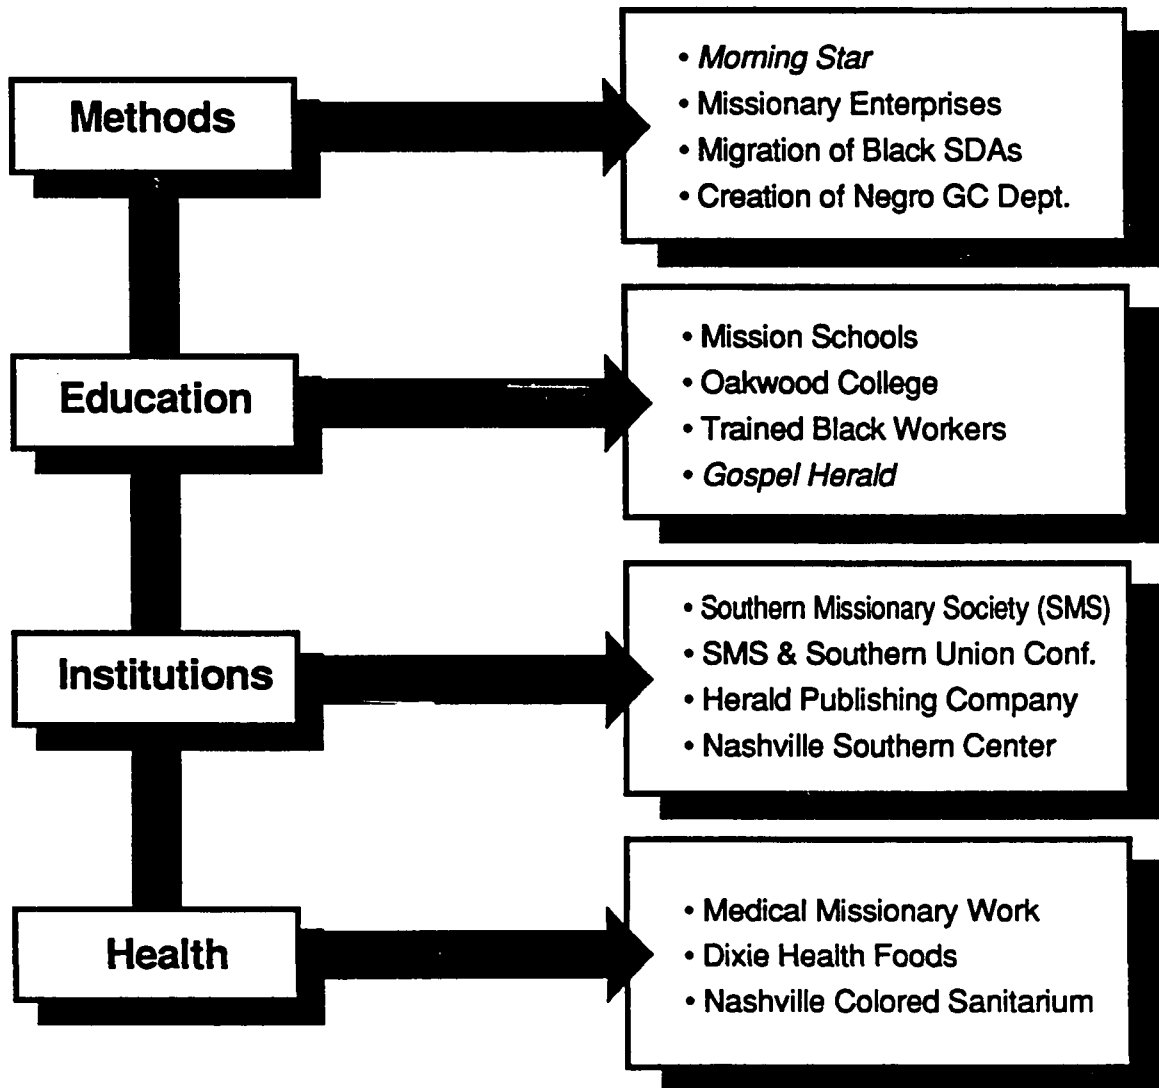 Methods
• Morning Star
• Missionary Enterprises
• Migration of Black SDAs
• Creation of Negro GC Dept.
Education
• Mission Schools
• Oakwood College
• Trained Black Workers
• Gospel Herald
Institutions
• Southern Missionary Society (SMS)
• SMS & Southern Union Conf.
• Herald Publishing Company
• Nashville Southern Center
Health
• Medical Missionary Work
• Dixie Health Foods
• Nashville Colored Sanitarium